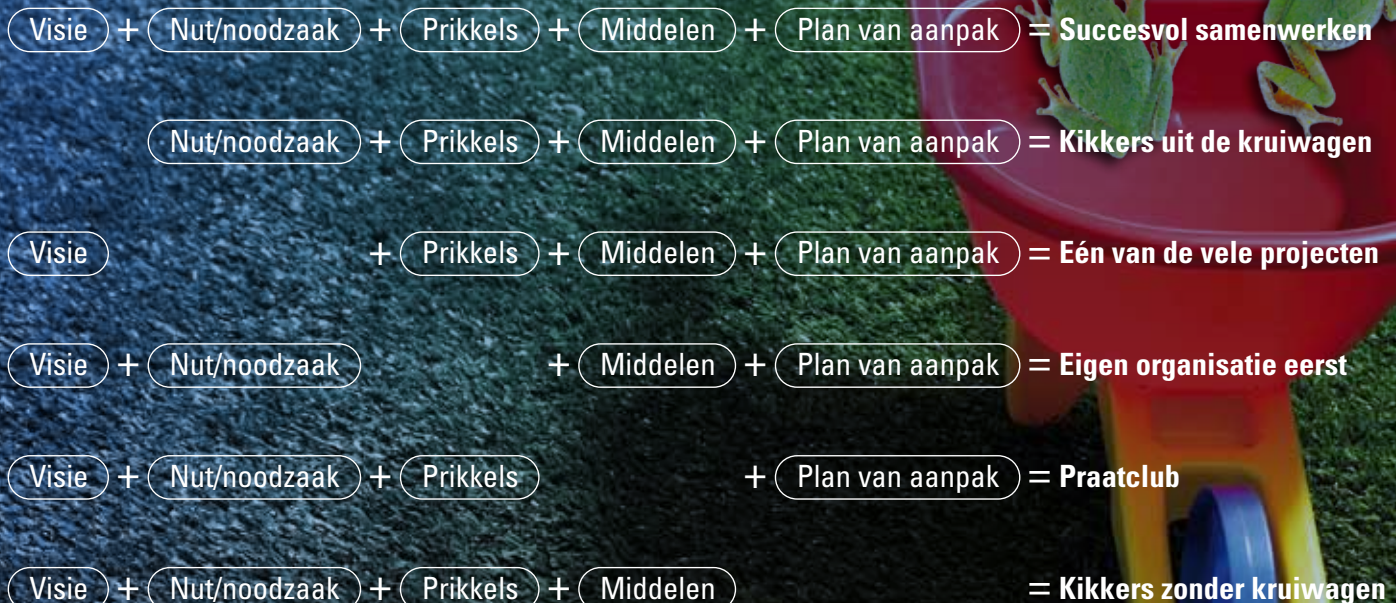 Visie + Nut/noodzaak + Prikkels + Middelen + Plan van aanpak = Succesvol samenwerken
Nut/noodzaak + Prikkels + Middelen + Plan van aanpak = Kikkers uit de kruiwagen
Visie + Prikkels + Middelen + Plan van aanpak = Eén van de vele projecten
Visie + Nut/noodzaak + Middelen + Plan van aanpak = Eigen organisatie eerst
Visie + Nut/noodzaak + Prikkels + Plan van aanpak = Praatclub
Visie + Nut/noodzaak + Prikkels + Middelen = Kikkers zonder kruiwagen